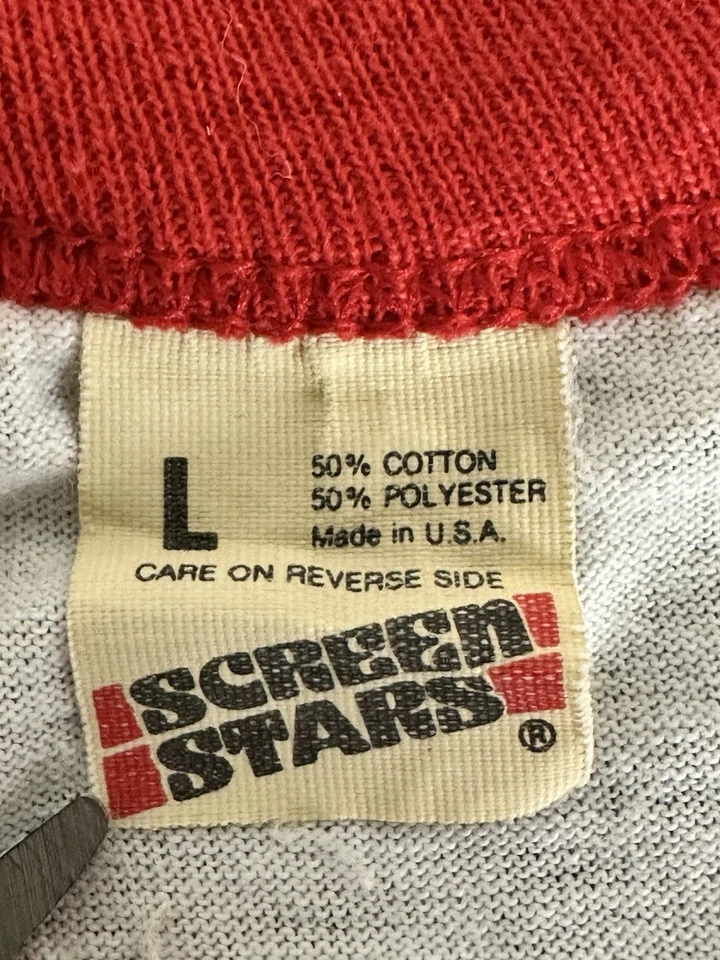 L
50% COTTON
50% POLYESTER
Made in U.S.A.
CARE ON REVERSE SIDE
SCREEN
STARS
®